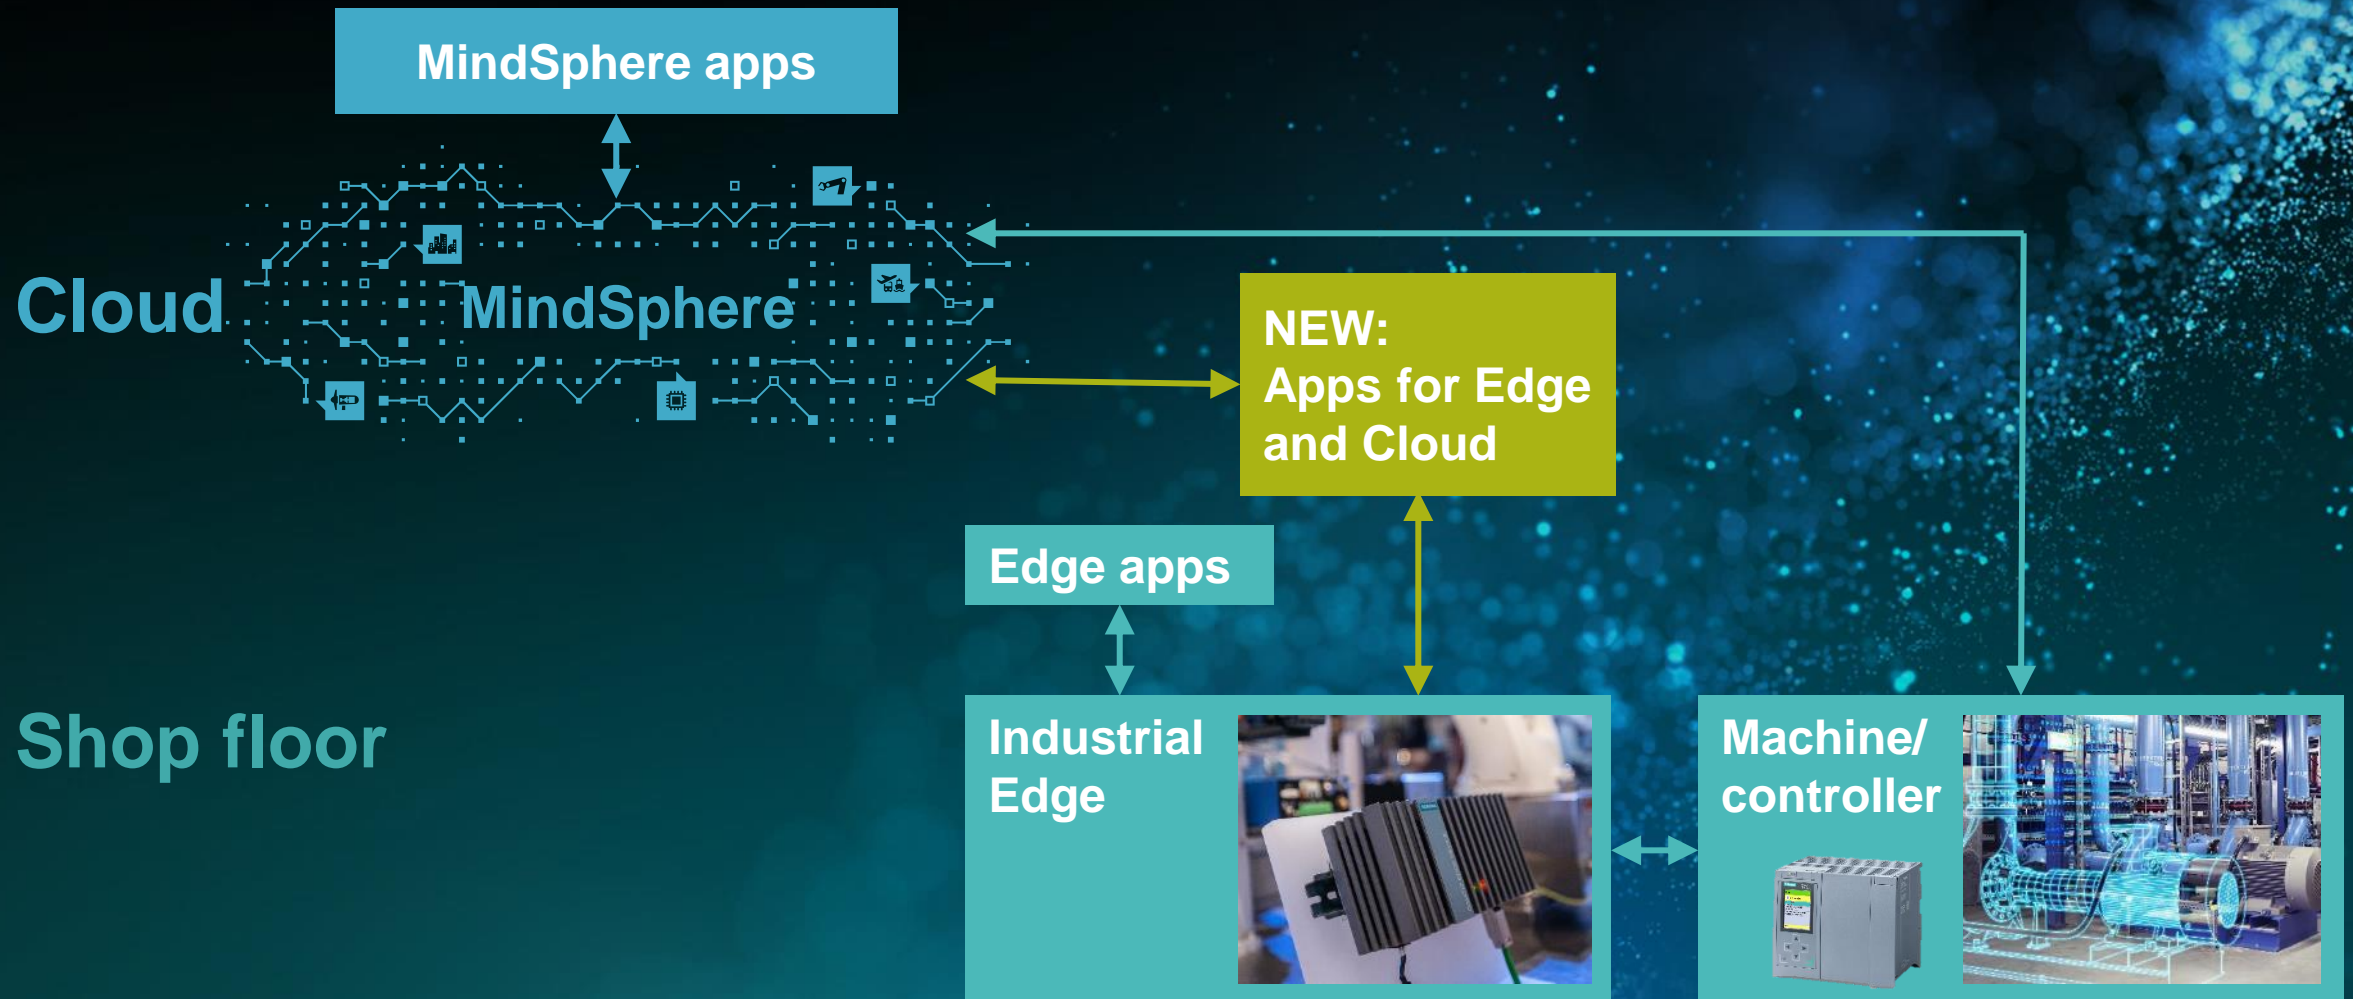 MindSphere apps
Cloud
MindSphere
NEW:
Apps for Edge
and Cloud
Edge apps
Shop floor
Industrial
Edge
Machine/
controller